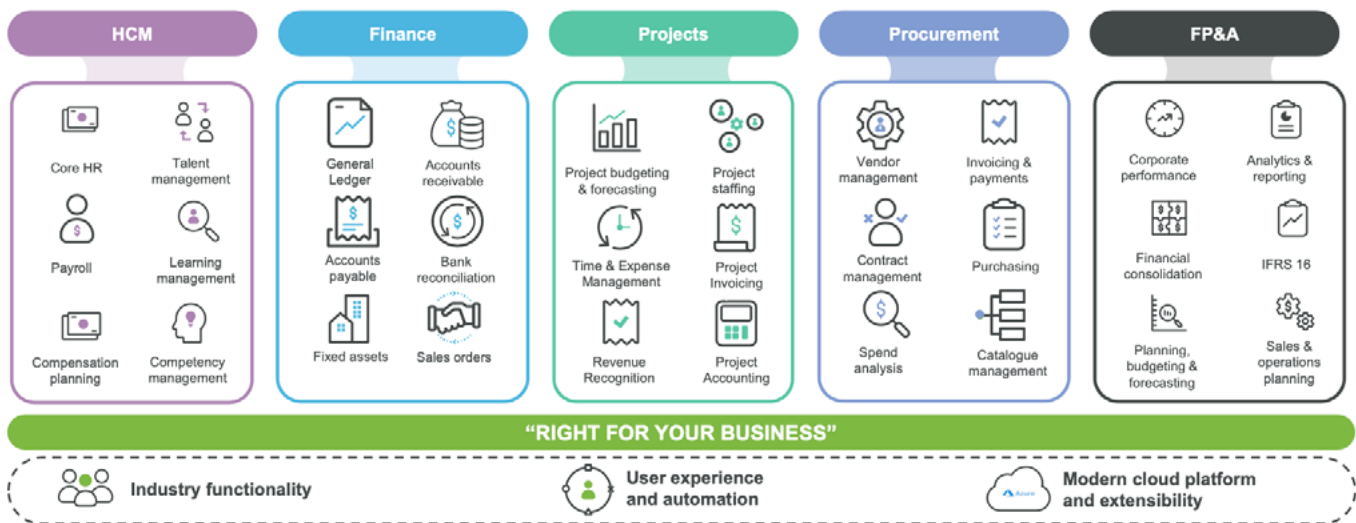 HCM
Finance
Projects
Procurement
FP&A
Core HR
Talent
management
Payroll
Learning
management
Compensation
planning
Competency
management
General
Ledger
Accounts
receivable
Accounts
payable
Bank
reconciliation
Fixed assets
Sales orders
Project budgeting
& forecasting
Project
staffing
Time & Expense
Management
Project
Invoicing
Revenue
Recognition
Project
Accounting
Vendor
management
Invoicing &
payments
Contract
management
Purchasing
Spend
analysis
Catalogue
management
Corporate
performance
Analytics &
reporting
Financial
consolidation
IFRS 16
Planning,
budgeting &
forecasting
Sales &
operations
planning
“RIGHT FOR YOUR BUSINESS”
Industry functionality
User experience
and automation
Azure
Modern cloud platform
and extensibility